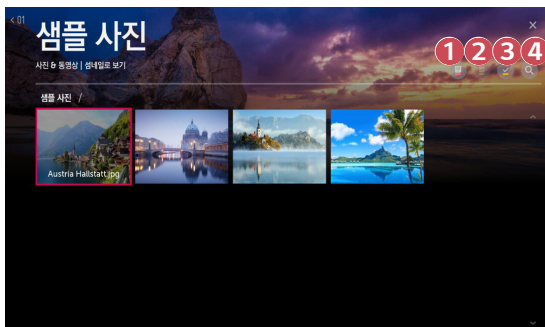 < 01
샘플 사진
사진 & 동영상 | 섬네일로 보기
1 2 3 4
샘플 사진 /
Austria Hallstatt.jpg